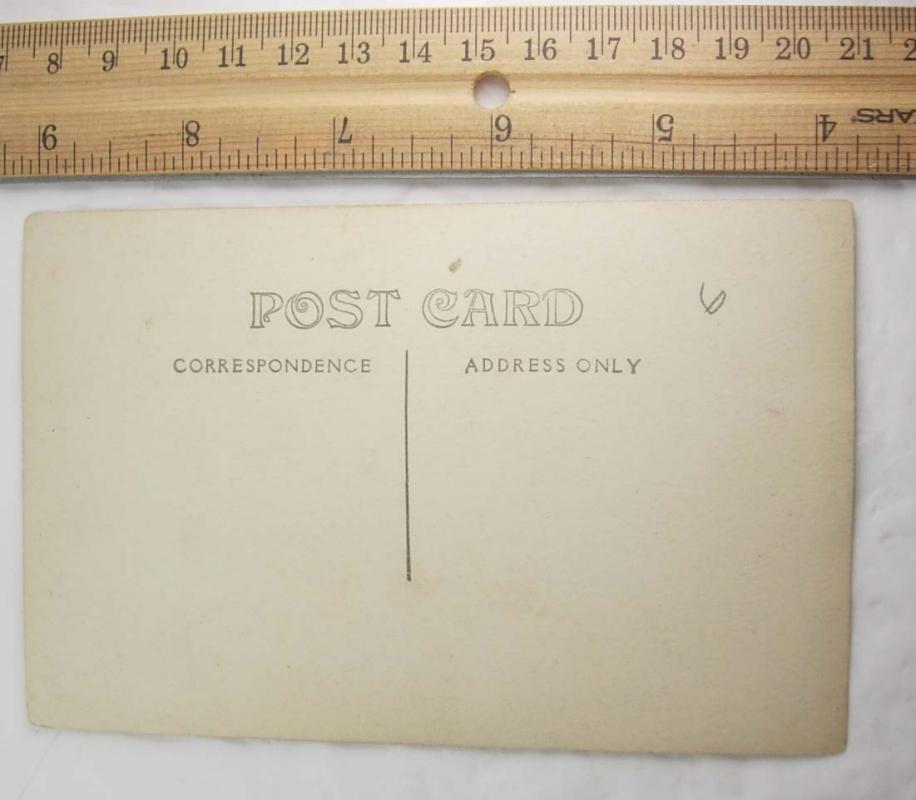 8 9 10 11 12 13 14 15 16 17 18 19 20 21
9 8 7 6 5 4 ARS
POST CARD
6
CORRESPONDENCE ADDRESS ONLY